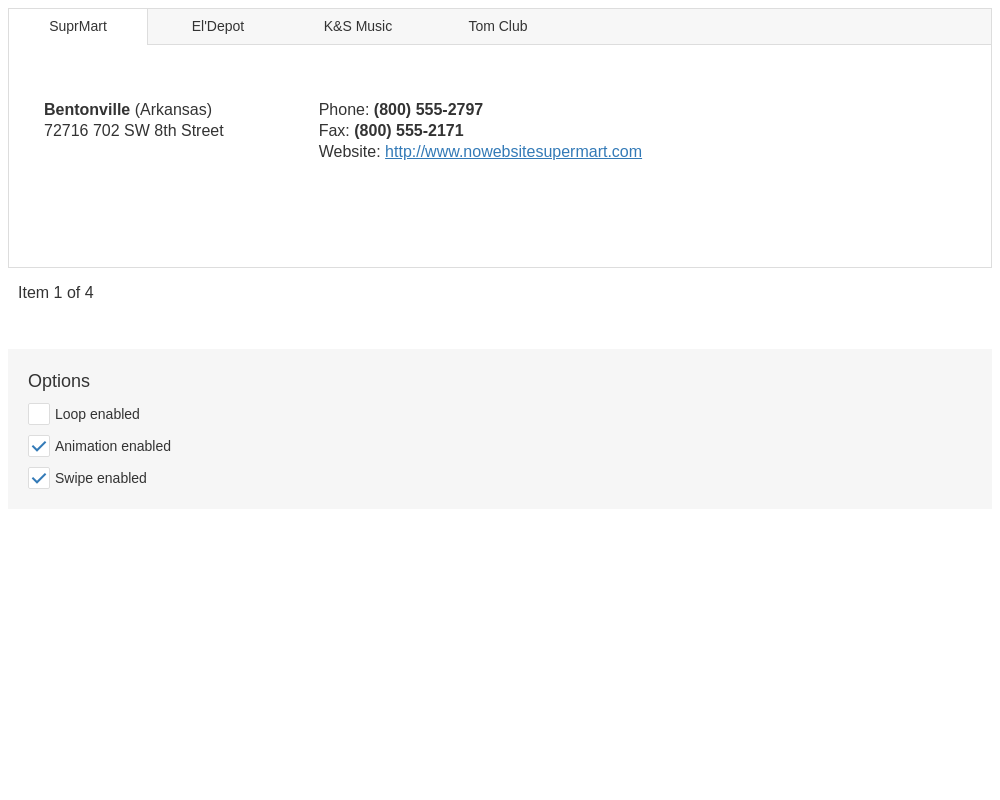 SuprMart El'Depot K&S Music Tom Club
Bentonville (Arkansas)
72716 702 SW 8th Street
Phone: (800) 555-2797
Fax: (800) 555-2171
Website: http://www.nowebsitesupermart.com
Item 1 of 4
Options
Loop enabled
Animation enabled
Swipe enabled